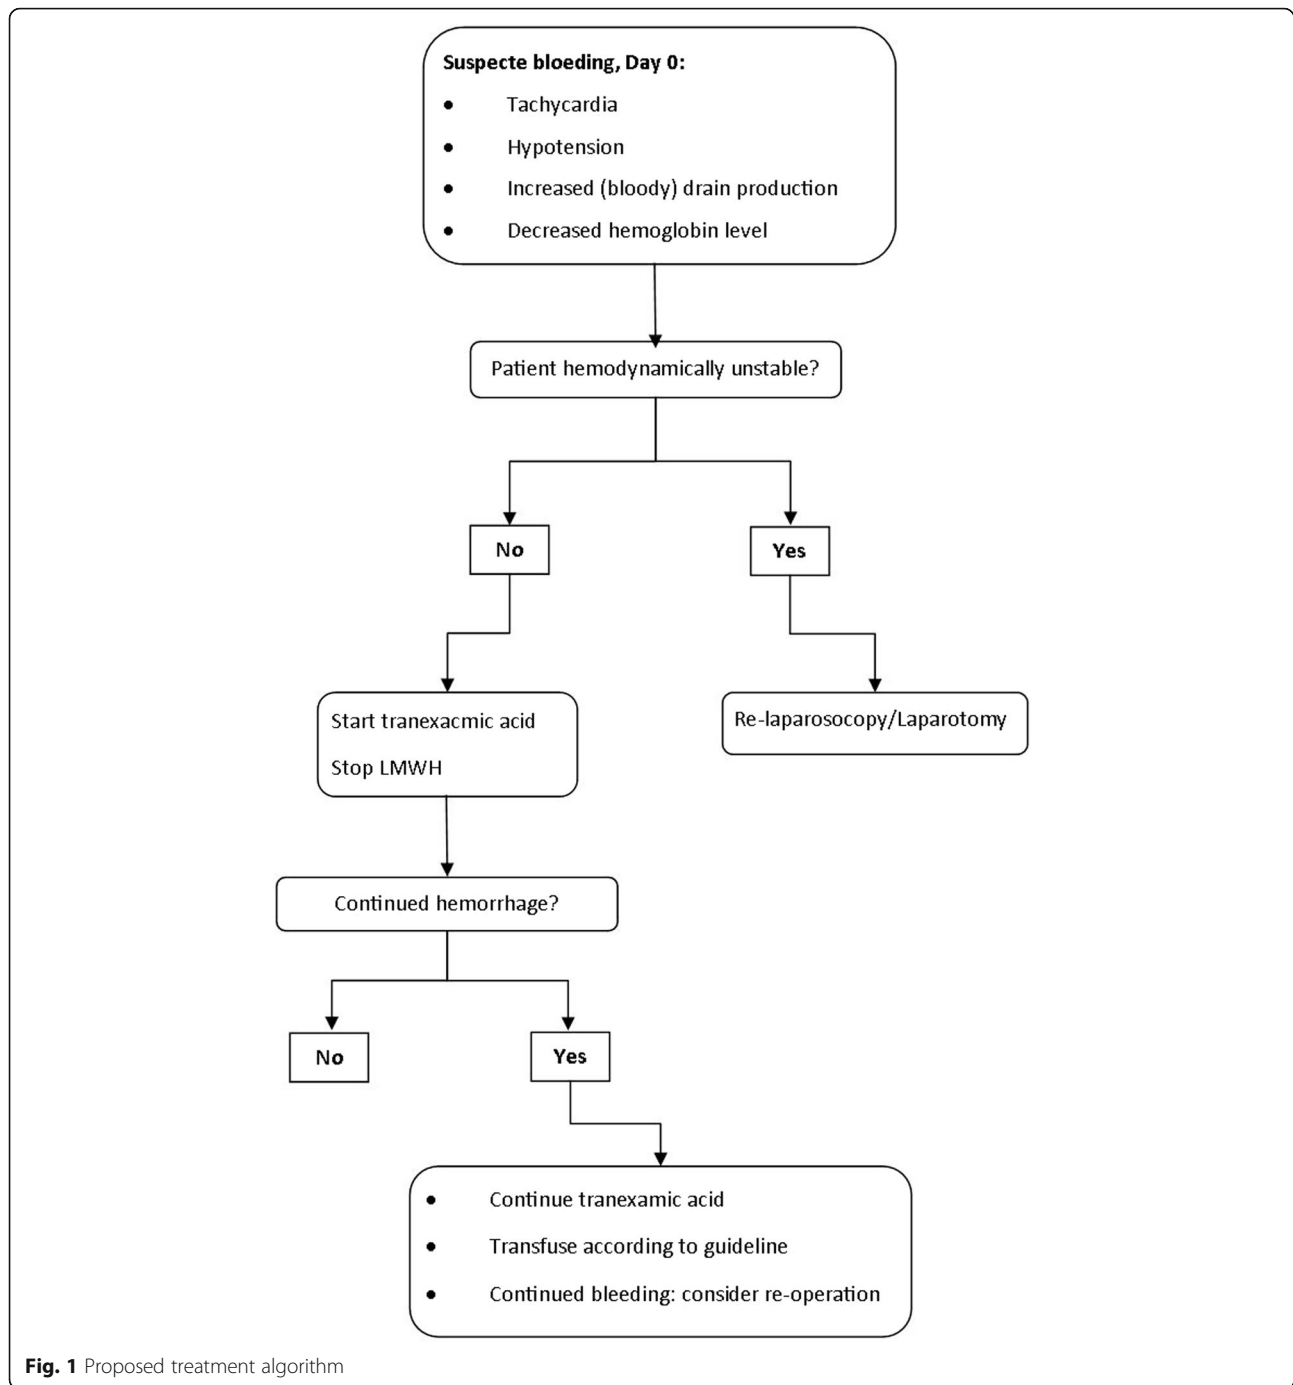 Suspecte bloeding, Day 0:
• Tachycardia
• Hypotension
• Increased (bloody) drain production
• Decreased hemoglobin level
Patient hemodynamically unstable?
No
Yes
Start tranexacmic acid
Stop LMWH
Re-laparosocopy/Laparotomy
Continued hemorrhage?
No
Yes
• Continue tranexamic acid
• Transfuse according to guideline
• Continued bleeding: consider re-operation
Fig. 1 Proposed treatment algorithm